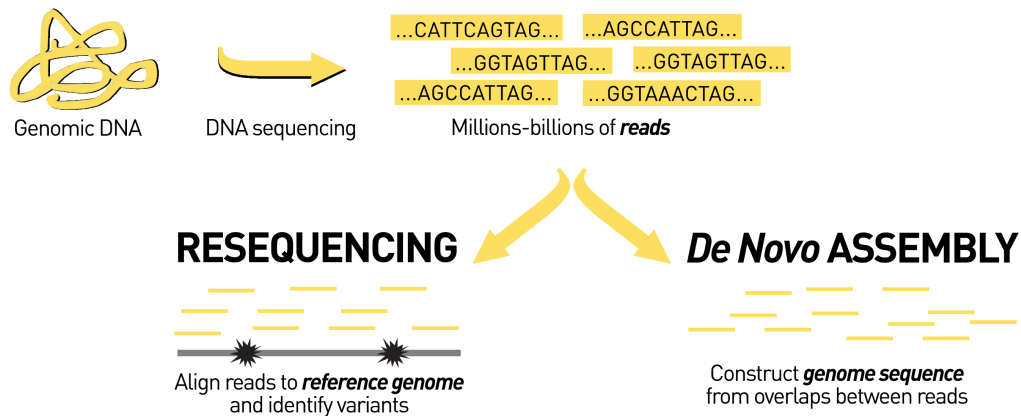 ...CATTCAGTAG...
...AGCCATTAG...
...GGTAGTTAG...
...GGTAGTTAG...
...AGCCATTAG...
...GGTAAACTAG...
Genomic DNA
DNA sequencing
Millions-billions of reads
RESEQUENCING
De Novo ASSEMBLY
Align reads to reference genome
and identify variants
Construct genome sequence
from overlaps between reads